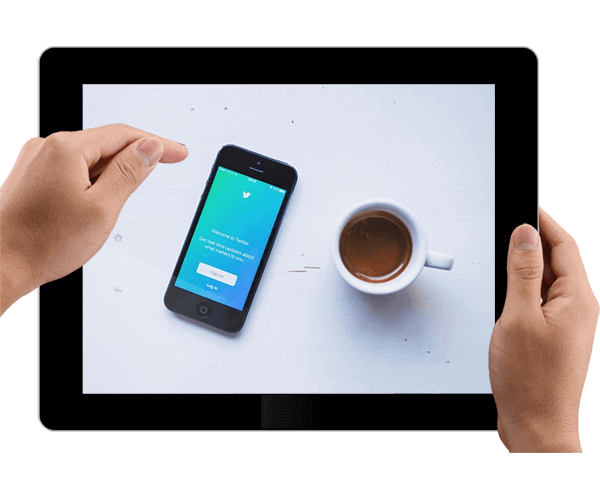 Welcome to Twitter.
Get real-time updates about
what matters to you.
Sign up
Log in